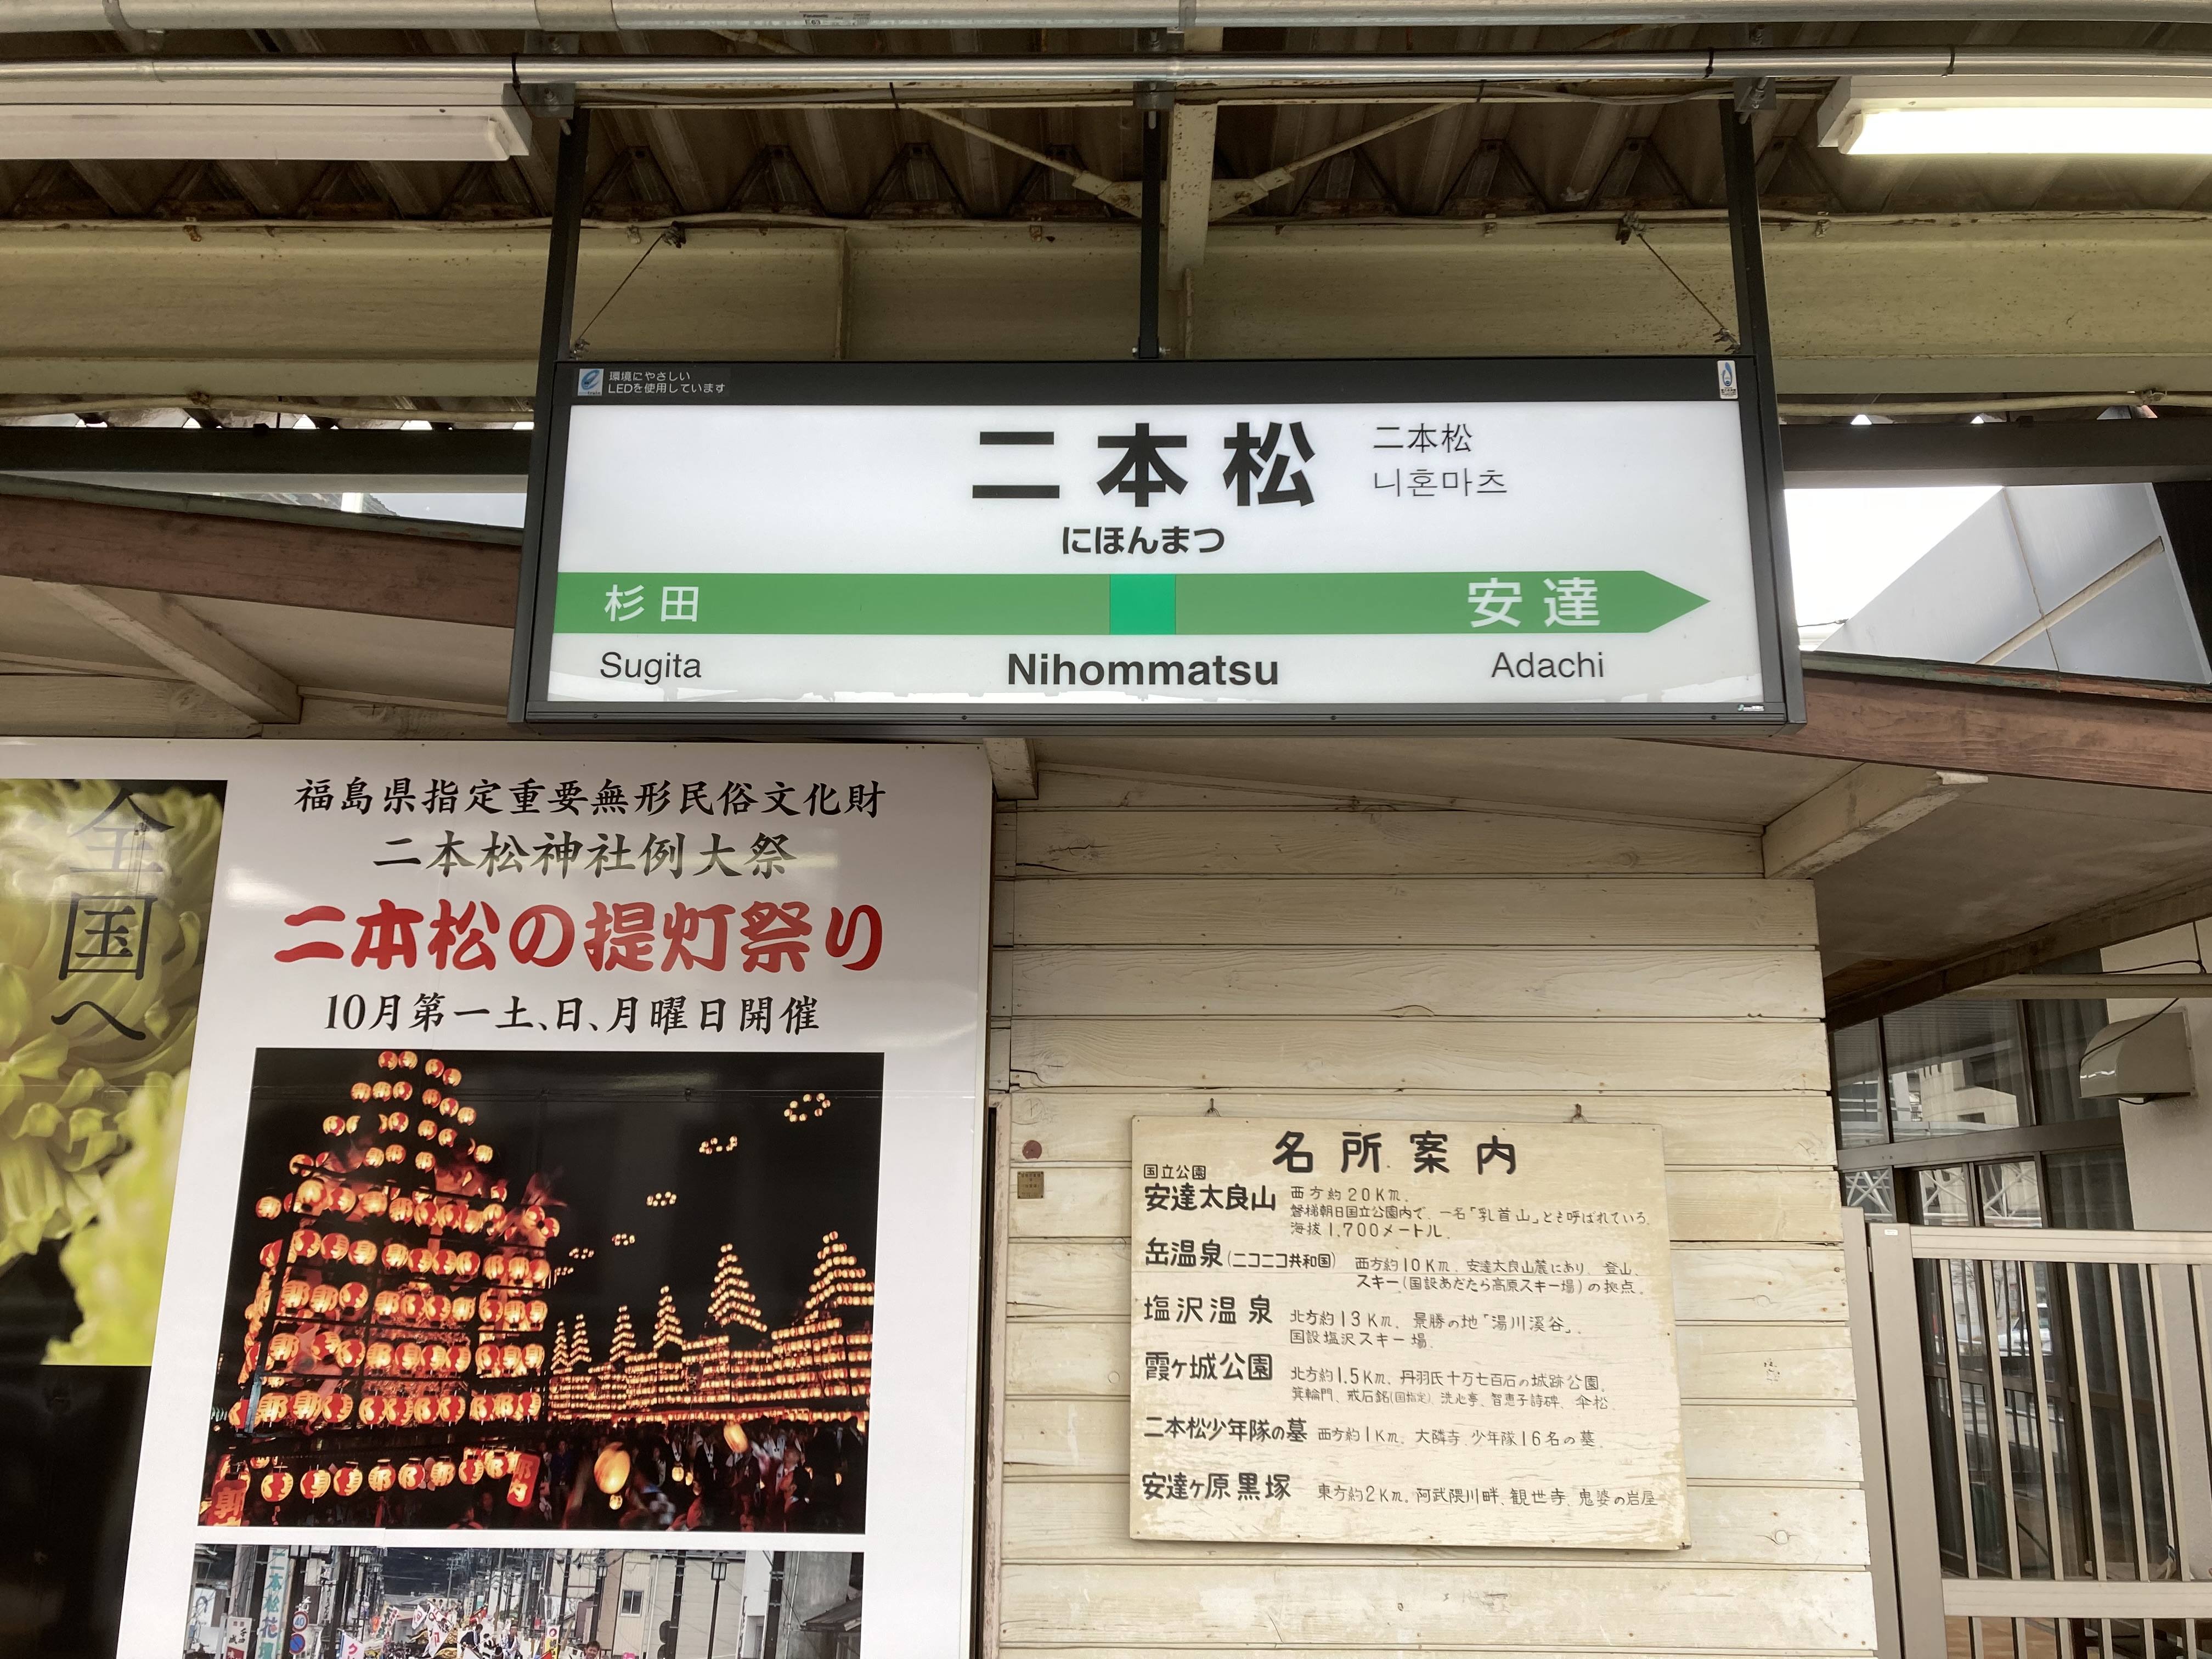 環境にやさしい
LEDを使用しています
二本松
二本松
니혼마츠
にほんまつ
杉田
安達
Sugita
Nihommatsu
Adachi
全国へ
福島県指定重要無形民俗文化財
二本松神社例大祭
二本松の提灯祭り
10月第一土、日、月曜日開催
名所案内
国立公園
安達太良山 西方約20Km.
磐梯朝日国立公園内で、一名「乳首山」とも呼ばれている。
海抜1,700メートル.
岳温泉(ニコニコ共和国) 西方約10Km. 安達太良山麓にあり 登山、
スキー(国設あだたら高原スキー場)の拠点.
塩沢温泉 北方約13Km. 景勝の地「湯川渓谷」.
国設塩沢スキー場.
霞ヶ城公園 北方約1.5Km. 丹羽氏十万七百石の城跡公園.
箕輪門、戒石銘(国指定) 洗心亭、智恵子詩碑、傘松.
二本松少年隊の墓 西方約1Km. 大隣寺 少年隊16名の墓.
安達ヶ原黒塚 東方約2Km. 阿武隈川畔、観世寺、鬼婆の岩屋